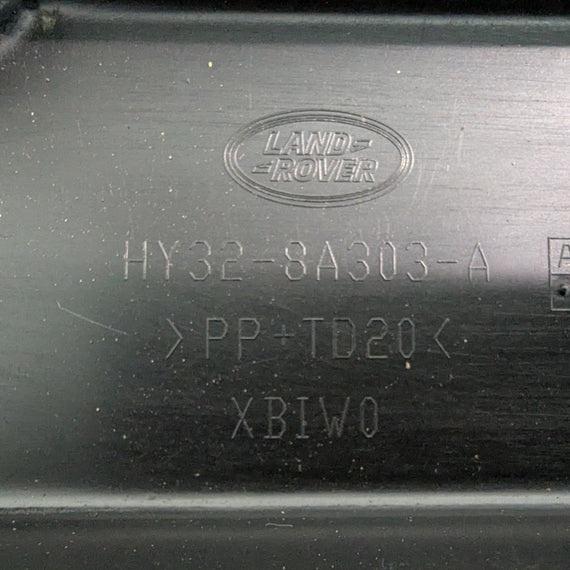 LAND-
-ROVER
HY32-8A303-A
>PP+TD20<
XBIW0
A